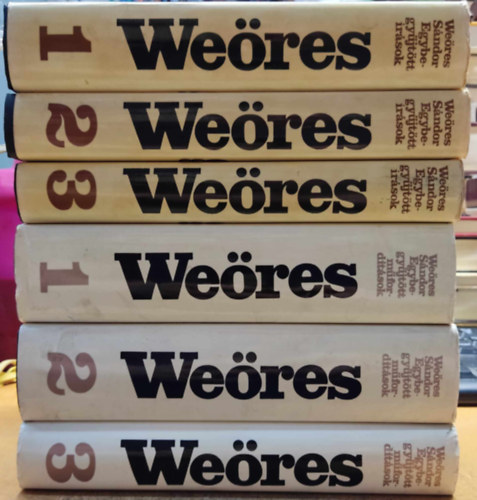 1
Weöres
Weöres
Sándor
Egybe-
gyűjtött
írások
2
Weöres
Weöres
Sándor
Egybe-
gyűjtött
írások
3
Weöres
Weöres
Sándor
Egybe-
gyűjtött
írások
1
Weöres
Weöres
Sándor
Egybe-
gyűjtött
műfor-
dítások
2
Weöres
Weöres
Sándor
Egybe-
gyűjtött
műfor-
dítások
3
Weöres
Weöres
Sándor
Egybe-
gyűjtött
műfor-
dítások